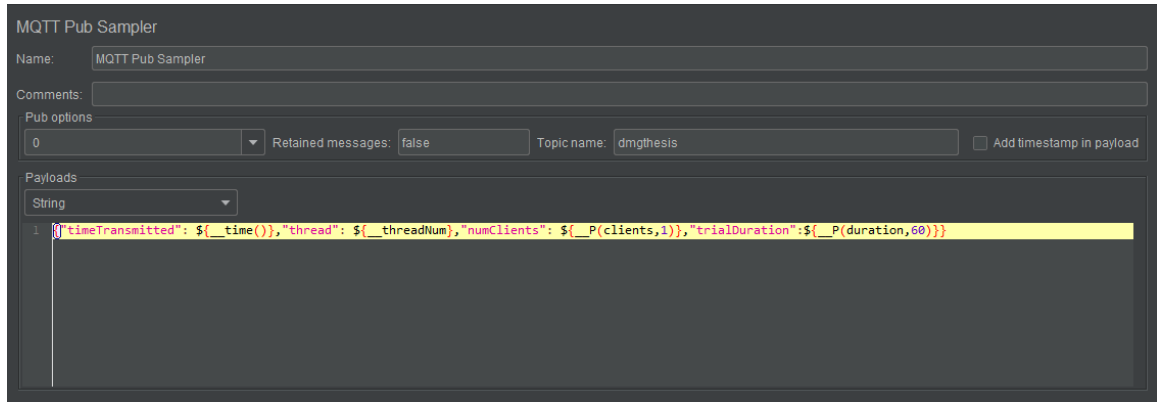 MQTT Pub Sampler
Name: MQTT Pub Sampler
Comments:
Pub options
0 Retained messages: false Topic name: dmgthesis Add timestamp in payload
Payloads
String
1 {"timeTransmitted": ${__time()},"thread": ${__threadNum},"numClients": ${__P(clients,1)},"trialDuration":${__P(duration,60)}}